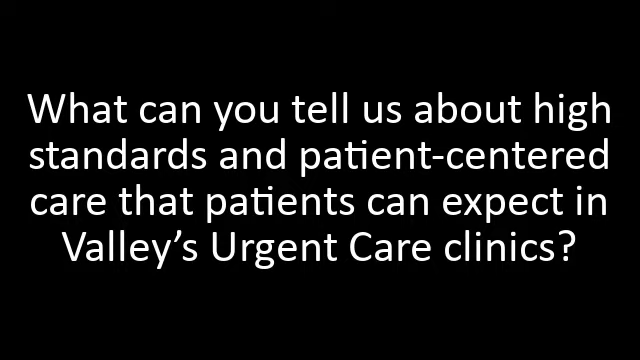 What can you tell us about high
standards and patient-centered
care that patients can expect in
Valley’s Urgent Care clinics?